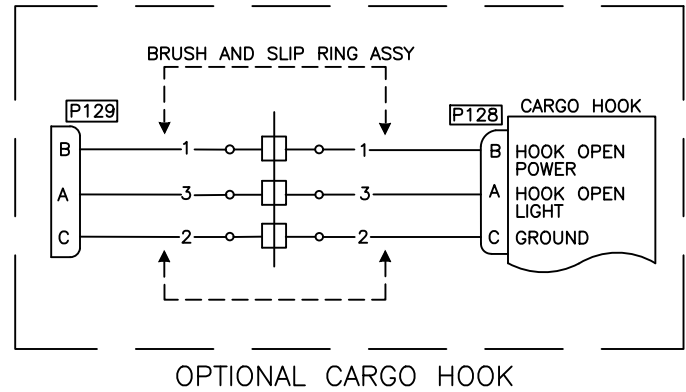 BRUSH AND SLIP RING ASSY
P129
P128
CARGO HOOK
B 1 1 B HOOK OPEN
POWER
A 3 3 A HOOK OPEN
LIGHT
C 2 2 C GROUND
OPTIONAL CARGO HOOK